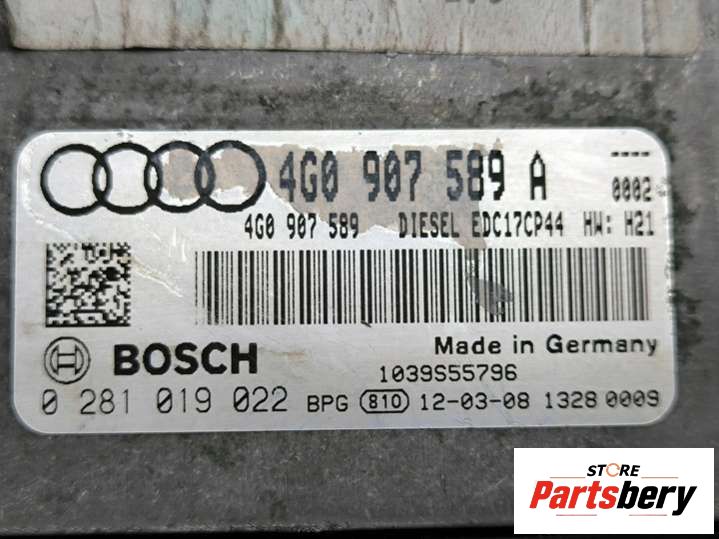 4G0 907 589 A
----
0002
4G0 907 589 DIESEL EDC17CP44 HW: H21
BOSCH
Made in Germany
1039S55796
0 281 019 022 BPG 810 12-03-08 1328 0009
STORE
Partsbery